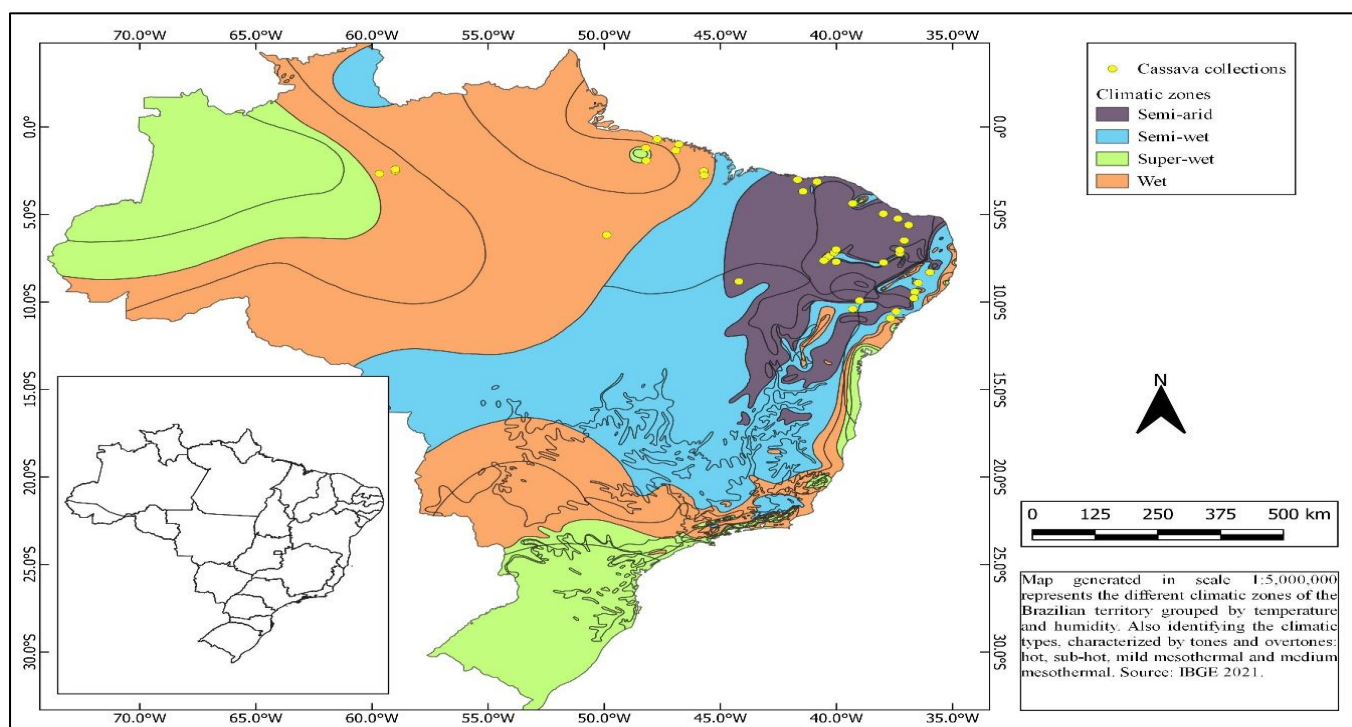 70.0°W 65.0°W 60.0°W 55.0°W 50.0°W 45.0°W 40.0°W 35.0°W
Cassava collections
Climatic zones
Semi-arid
Semi-wet
Super-wet
Wet
0.0°
5.0°S
10.0°S
15.0°S
20.0°S
25.0°S
30.0°S
0.0°
5.0°S
10.0°S
15.0°S
20.0°S
25.0°S
30.0°S
N
0 125 250 375 500 km
Map generated in scale 1:5,000,000
represents the different climatic zones of the
Brazilian territory grouped by temperature
and humidity. Also identifying the climatic
types, characterized by tones and overtones:
hot, sub-hot, mild mesothermal and medium
mesothermal. Source: IBGE 2021.
70.0°W 65.0°W 60.0°W 55.0°W 50.0°W 45.0°W 40.0°W 35.0°W